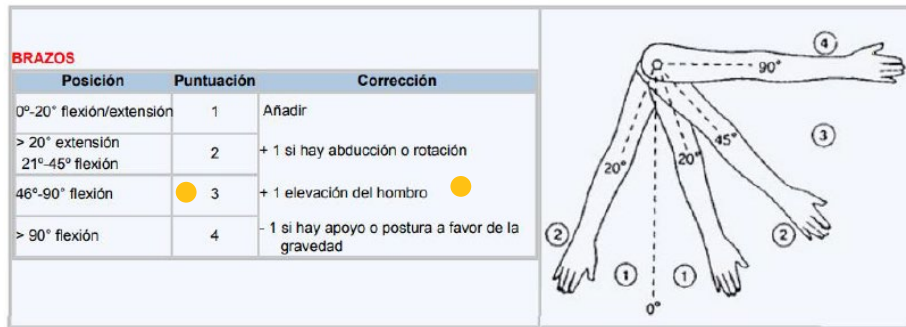 BRAZOS
Posición Puntuación Corrección
0º-20° flexión/extensión 1 Añadir
> 20° extensión
21º-45º flexión 2 + 1 si hay abducción o rotación
46º-90° flexión 3 + 1 elevación del hombro
> 90° flexión 4 - 1 si hay apoyo o postura a favor de la
gravedad
4
90°
3
45°
20°
20°
2
2
1
1
0°